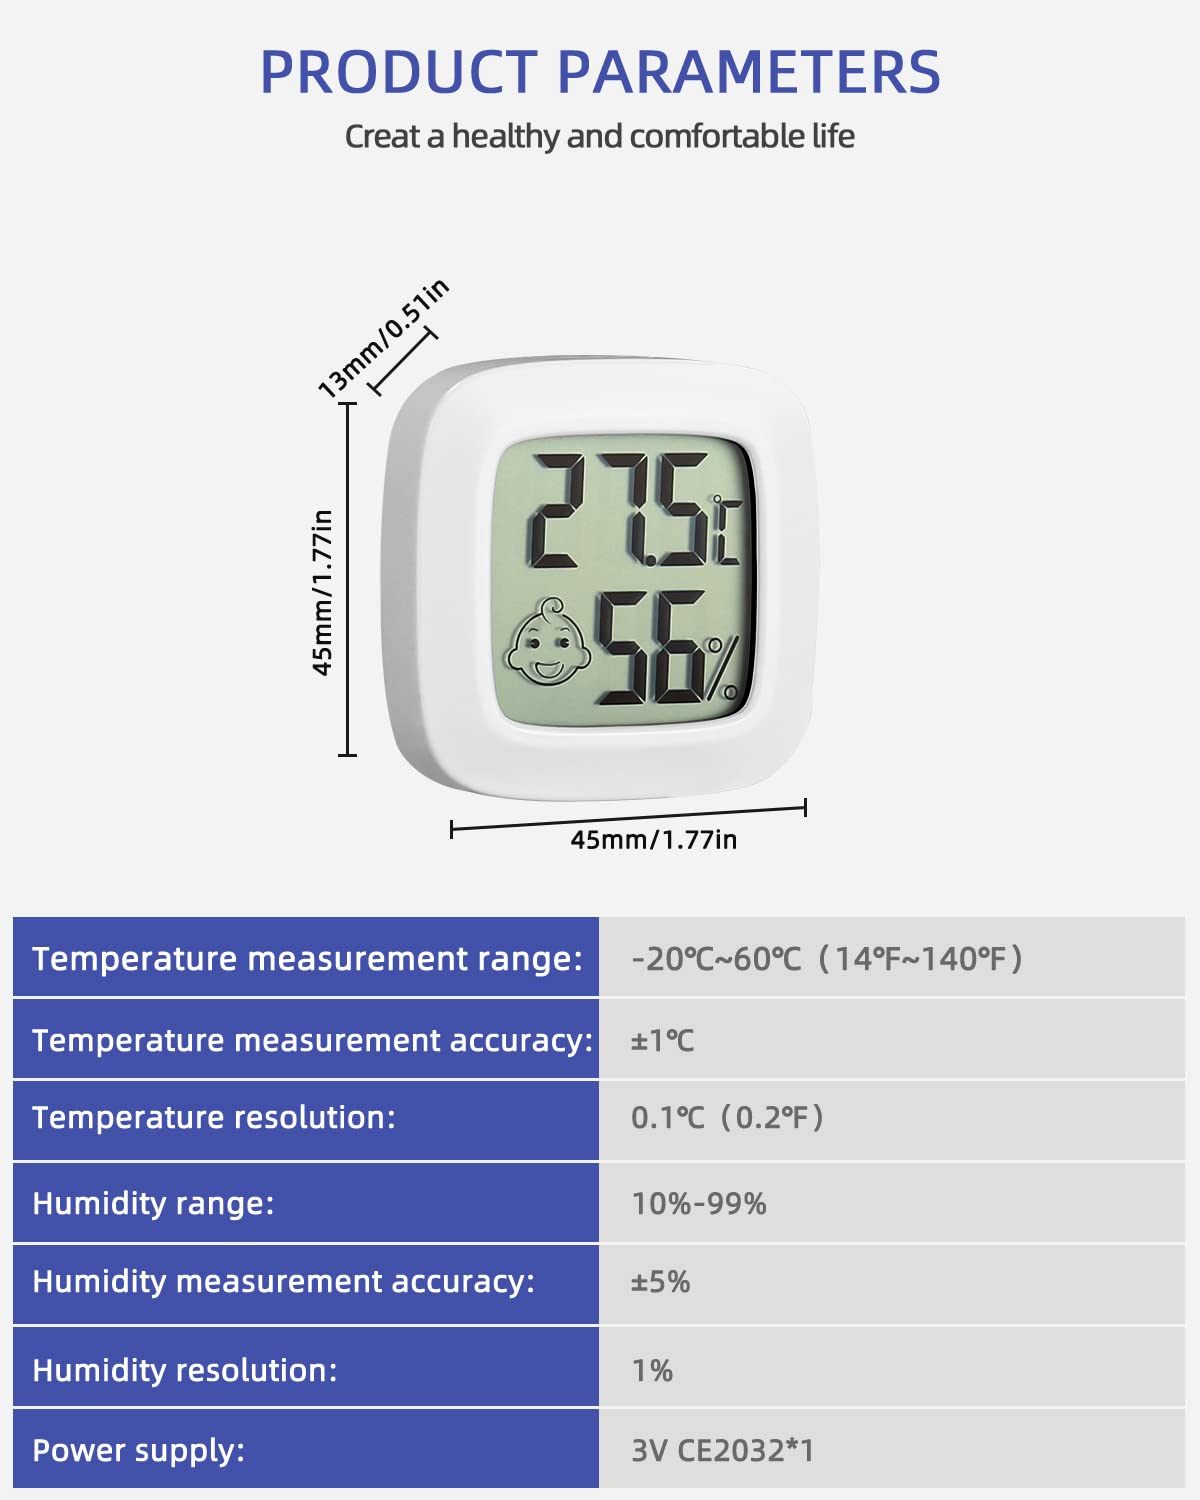 PRODUCT PARAMETERS
Creat a healthy and comfortable life
13mm/0.51in
45mm/1.77in
27.5℃
56%
45mm/1.77in
Temperature measurement range: -20℃~60℃（14℉~140℉）
Temperature measurement accuracy: ±1℃
Temperature resolution: 0.1℃（0.2℉）
Humidity range: 10%-99%
Humidity measurement accuracy: ±5%
Humidity resolution: 1%
Power supply: 3V CE2032*1